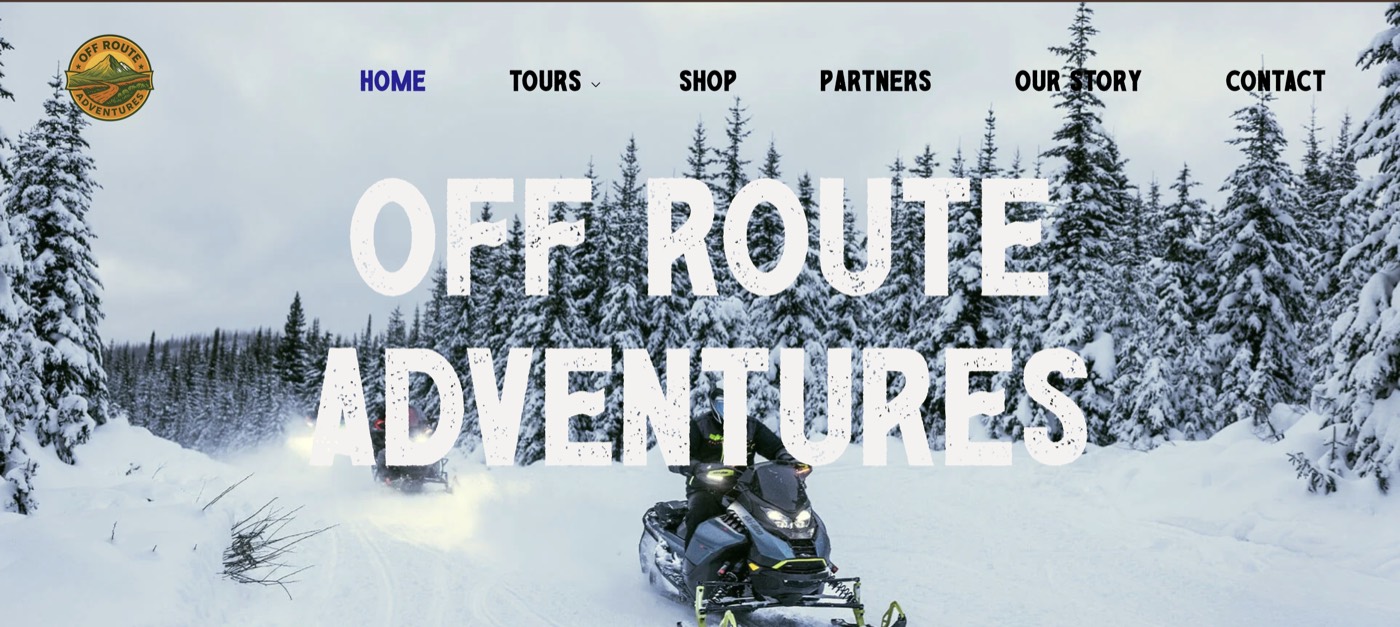 OFF ROUTE
ADVENTURES
HOME
TOURS
SHOP
PARTNERS
OUR STORY
CONTACT
OFF ROUTE
ADVENTURES